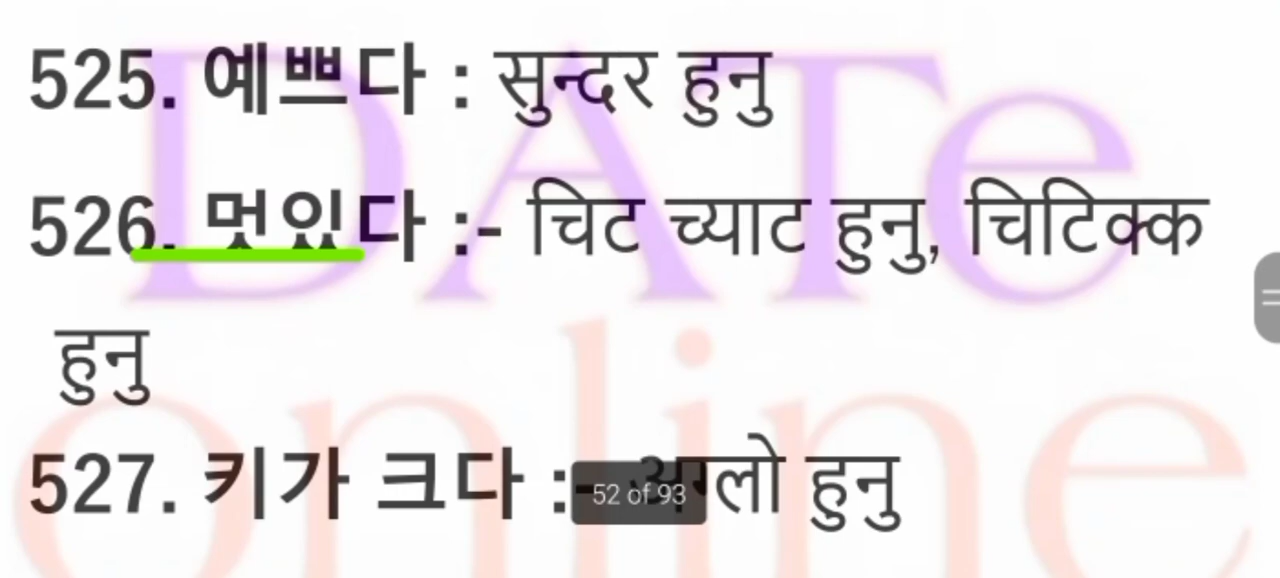 525. 예쁘다 : सुन्दर हुनु
526. 멋있다 :- चिट च्याट हुनु, चिटिक्क
हुनु
527. 키가 크다 :- अग्लो हुनु
52 of 93
DATe
online